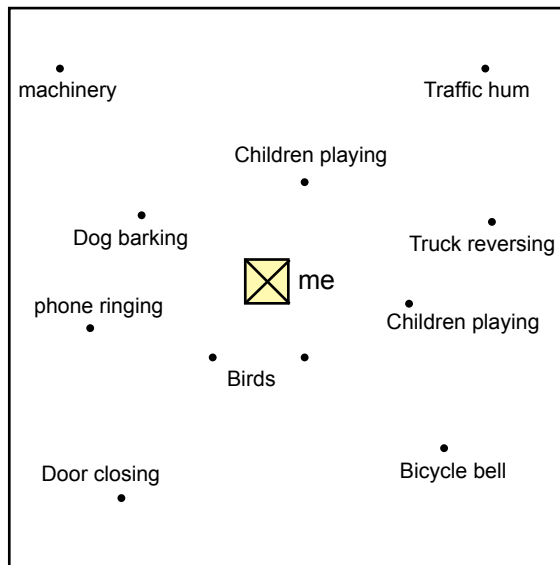 machinery
Traffic hum
Children playing
Dog barking
Truck reversing
me
phone ringing
Children playing
Birds
Door closing
Bicycle bell